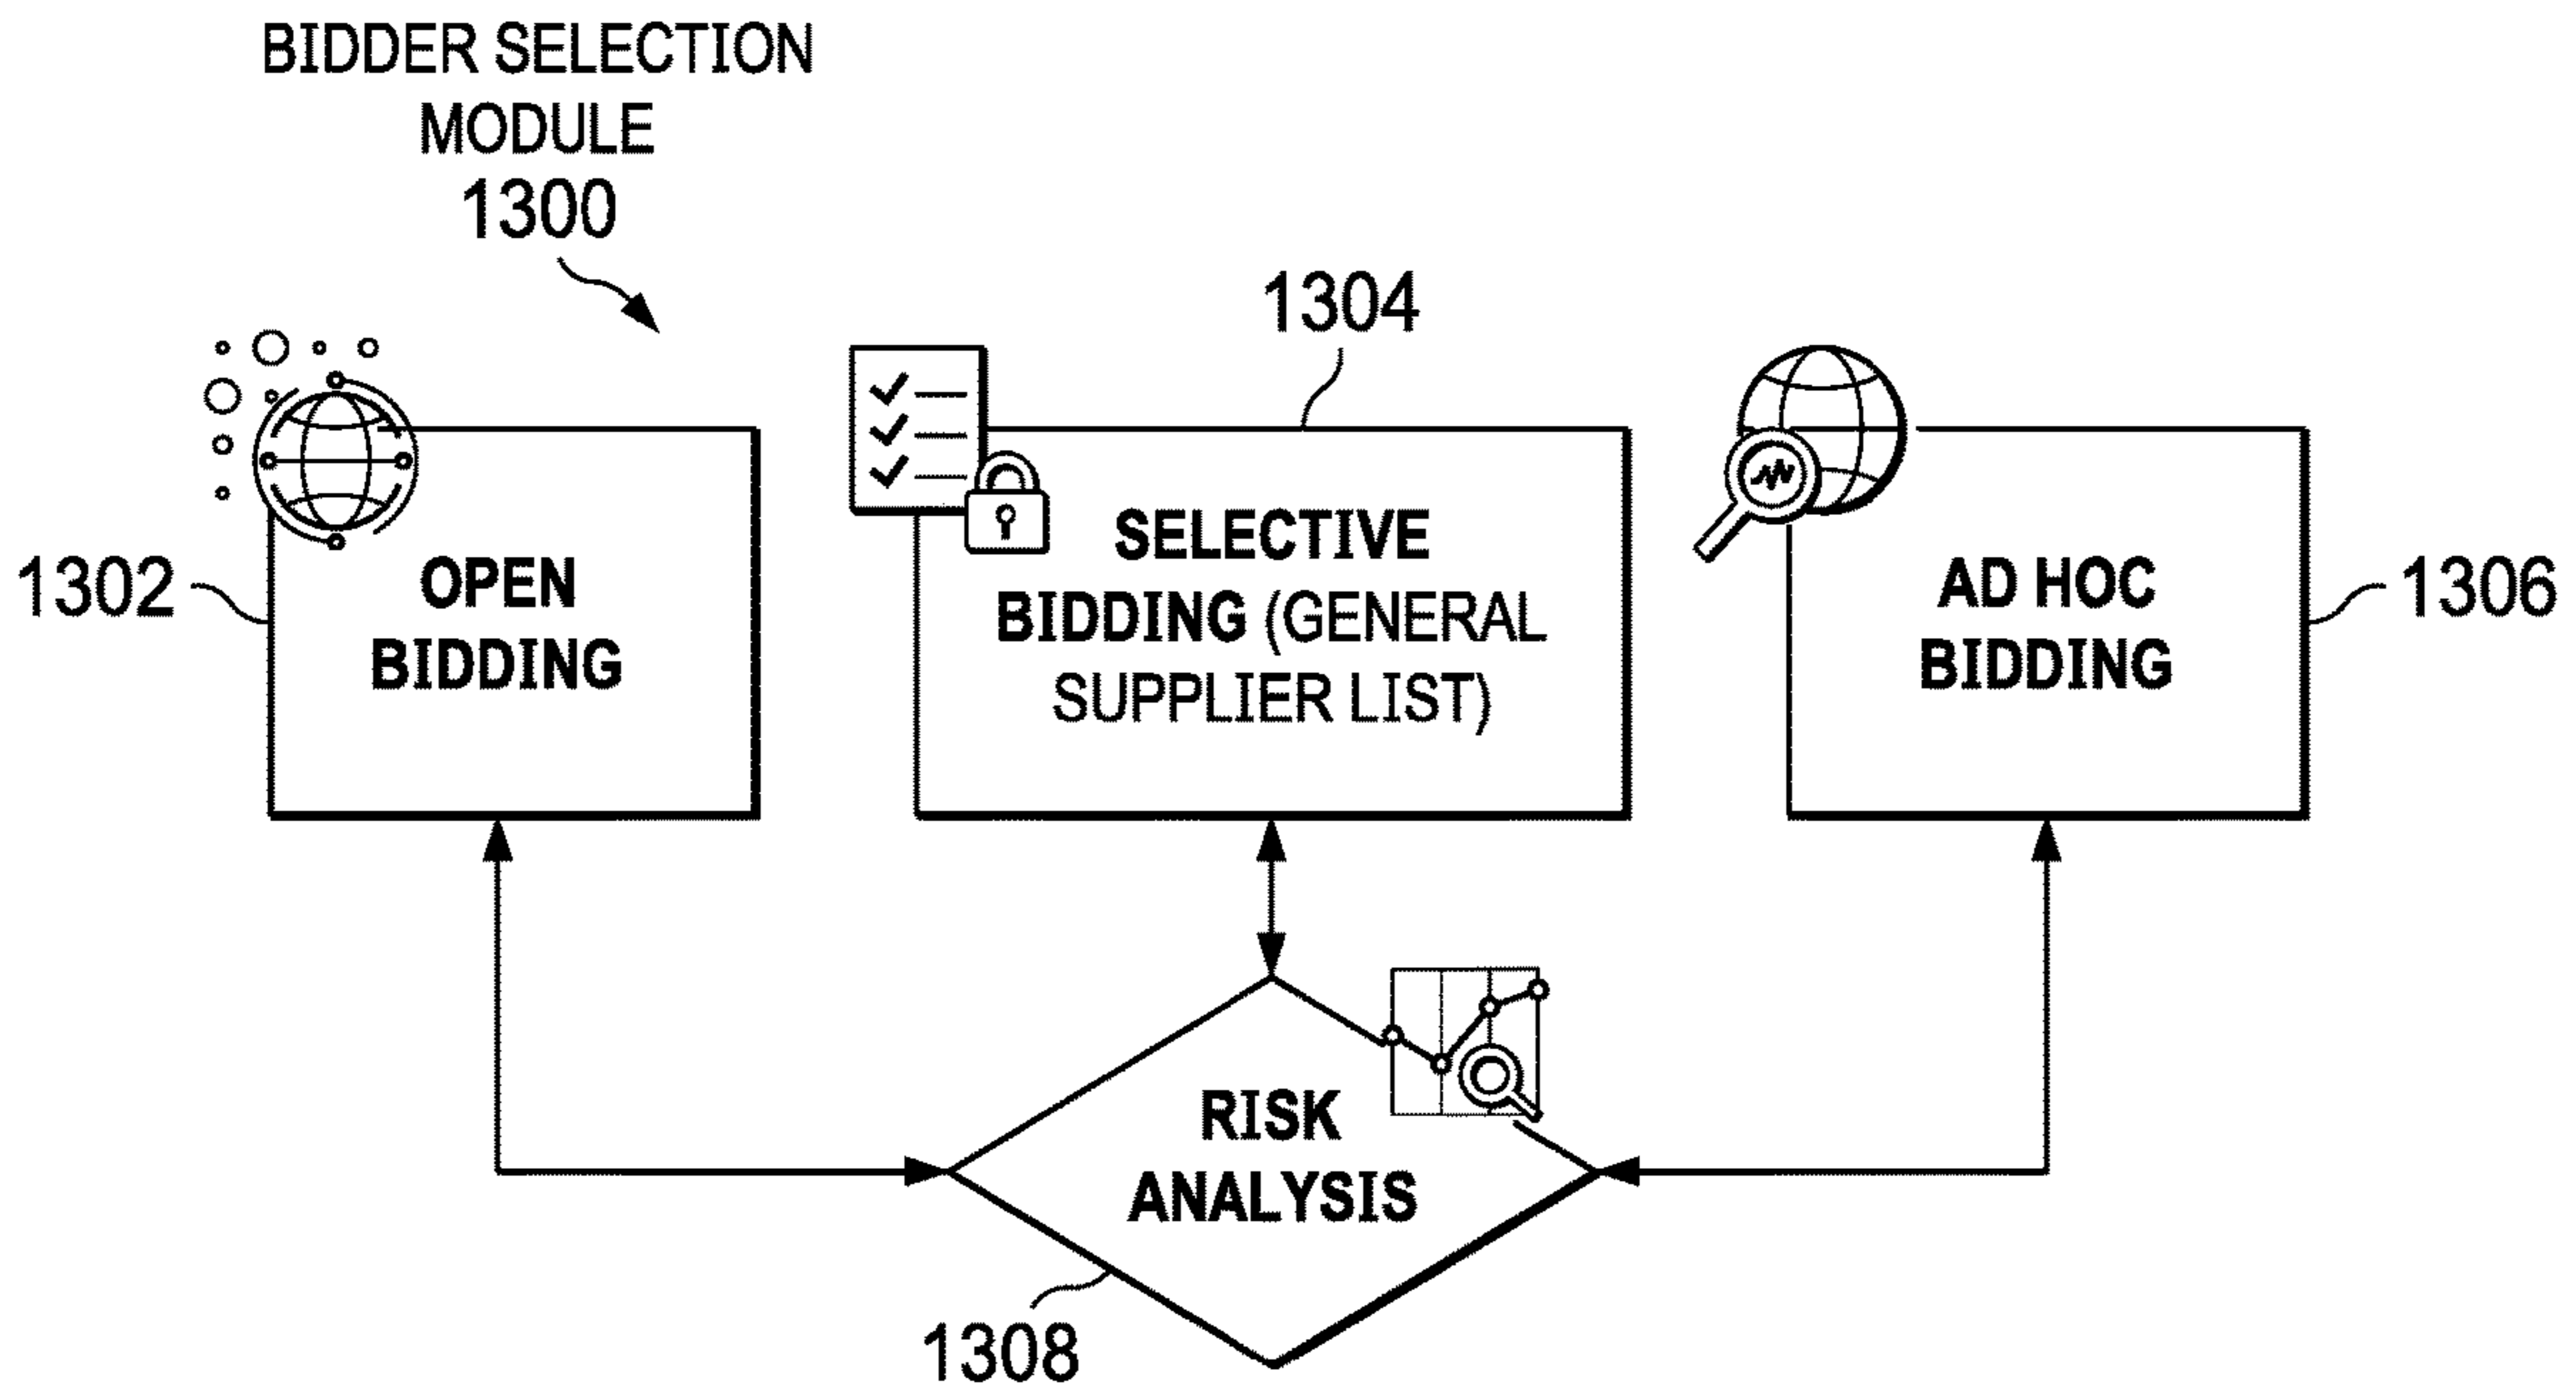 BIDDER SELECTION
MODULE
1300
1304
1302
OPEN
BIDDING
SELECTIVE
BIDDING (GENERAL
SUPPLIER LIST)
AD HOC
BIDDING
1306
RISK
ANALYSIS
1308